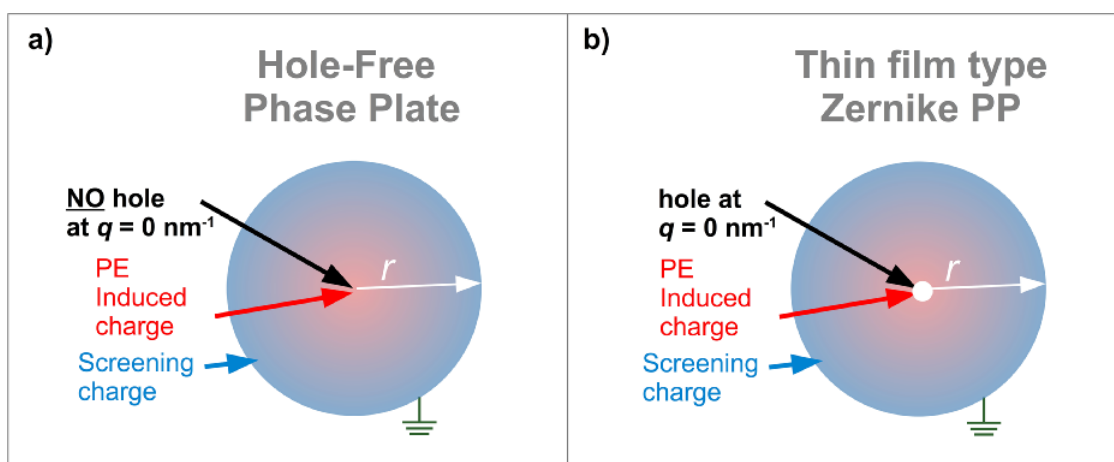 a)
Hole-Free
Phase Plate
NO hole
at q = 0 nm⁻¹
r
PE
Induced
charge
Screening
charge
b)
Thin film type
Zernike PP
hole at
q = 0 nm⁻¹
r
PE
Induced
charge
Screening
charge